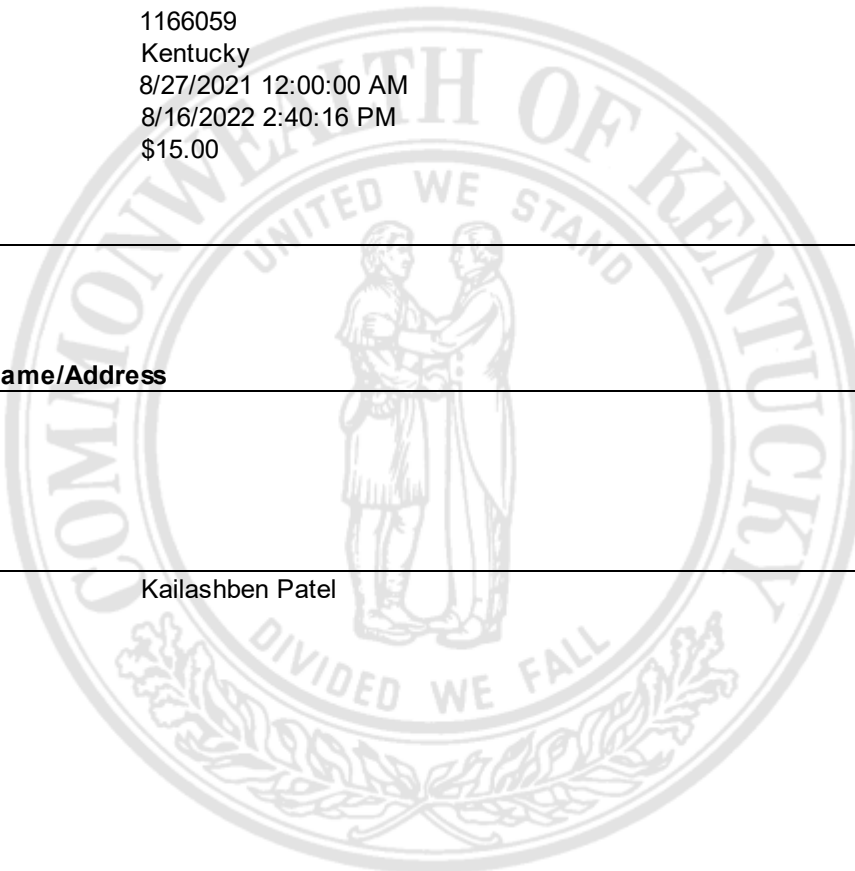 1166059
Kentucky
8/27/2021 12:00:00 AM
8/16/2022 2:40:16 PM
$15.00
COMMONWEALTH OF KENTUCKY
UNITED WE STAND
ame/Address
Kailashben Patel
DIVIDED WE FALL